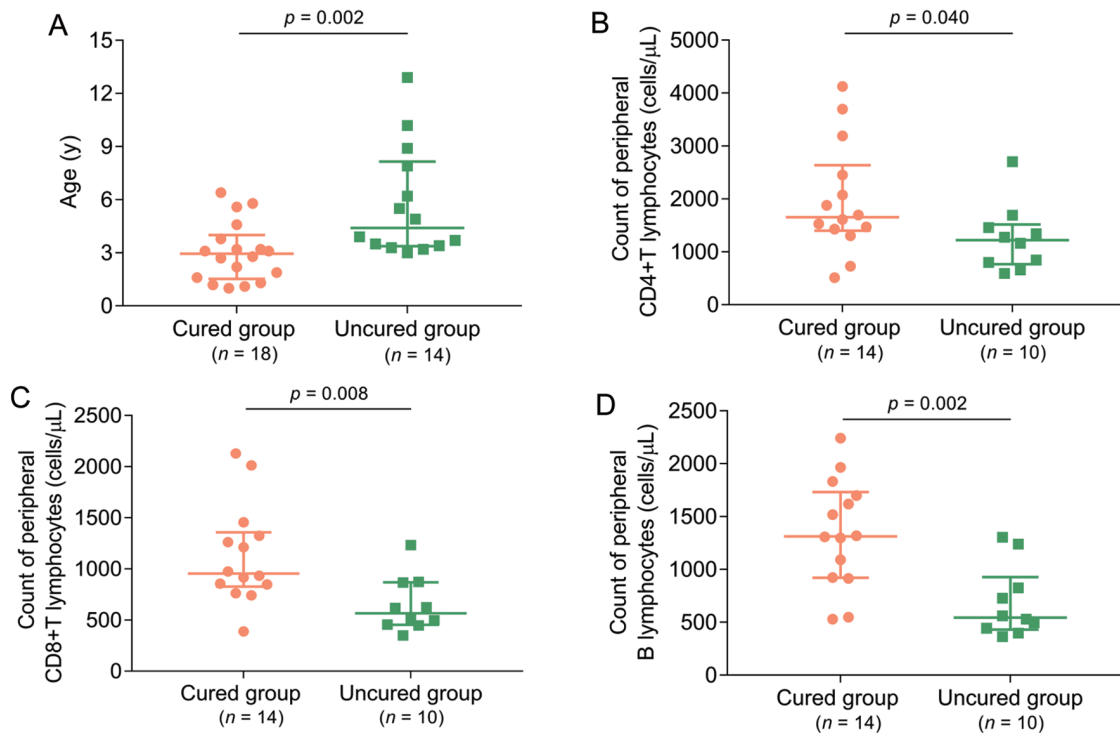 A
p = 0.002
Age (y)
15
12
9
6
3
0
Cured group
(n = 18)
Uncured group
(n = 14)
B
p = 0.040
Count of peripheral
CD4+T lymphocytes (cells/μL)
5000
4000
3000
2000
1000
0
Cured group
(n = 14)
Uncured group
(n = 10)
C
p = 0.008
Count of peripheral
CD8+T lymphocytes (cells/μL)
2500
2000
1500
1000
500
0
Cured group
(n = 14)
Uncured group
(n = 10)
D
p = 0.002
Count of peripheral
B lymphocytes (cells/μL)
2500
2000
1500
1000
500
0
Cured group
(n = 14)
Uncured group
(n = 10)